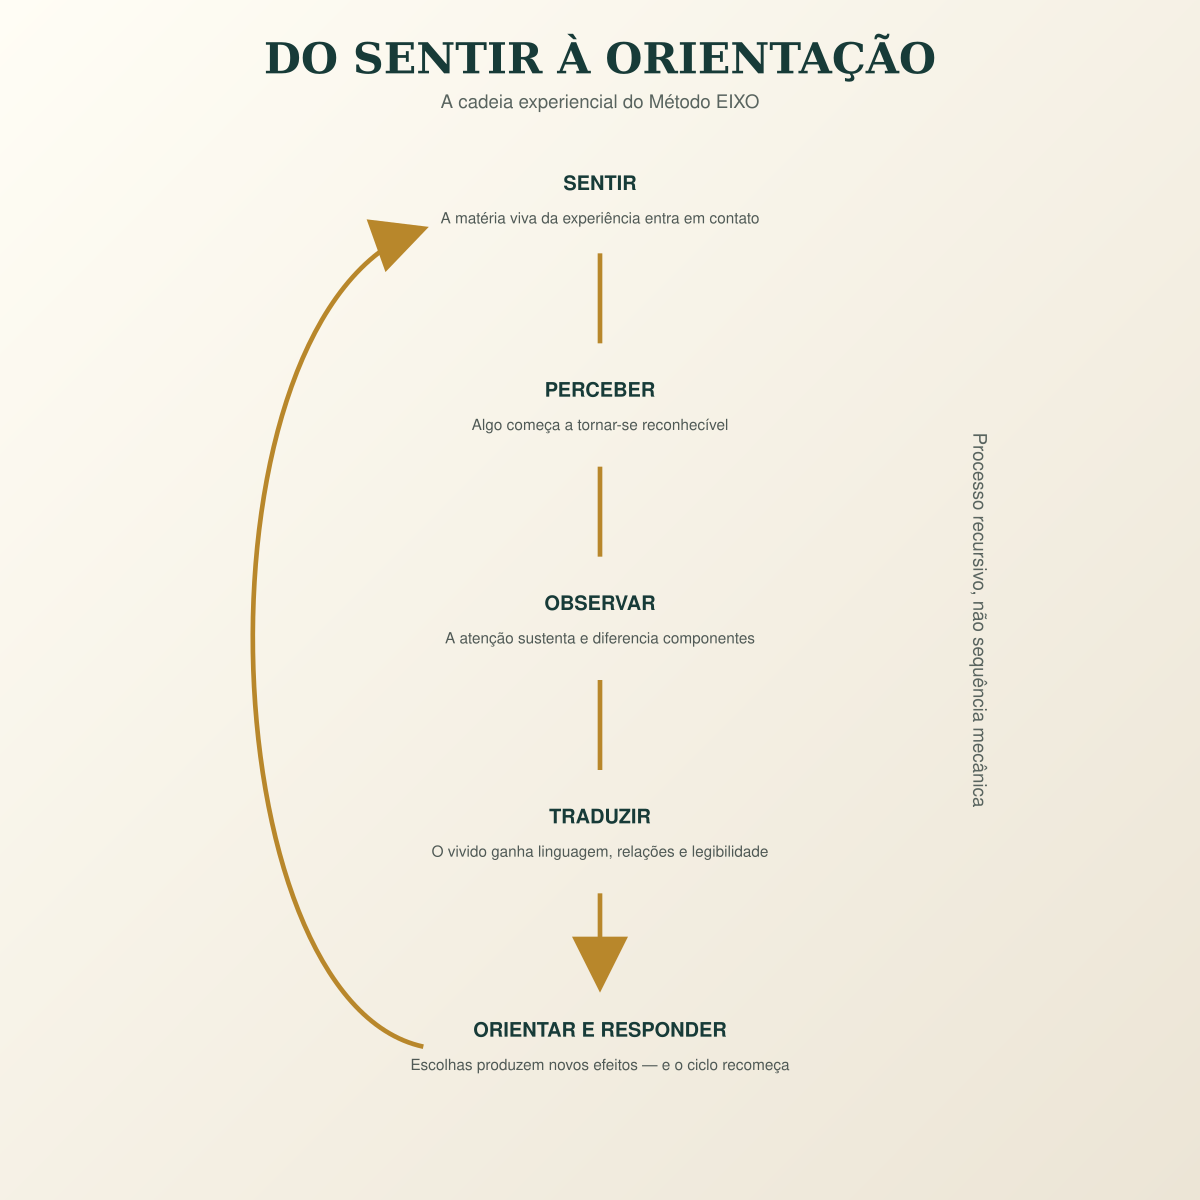 DO SENTIR À ORIENTAÇÃO
A cadeia experiencial do Método EIXO
SENTIR
A matéria viva da experiência entra em contato
PERCEBER
Algo começa a tornar-se reconhecível
OBSERVAR
A atenção sustenta e diferencia componentes
TRADUZIR
O vivido ganha linguagem, relações e legibilidade
ORIENTAR E RESPONDER
Escolhas produzem novos efeitos — e o ciclo recomeça
Processo recursivo, não sequência mecânica